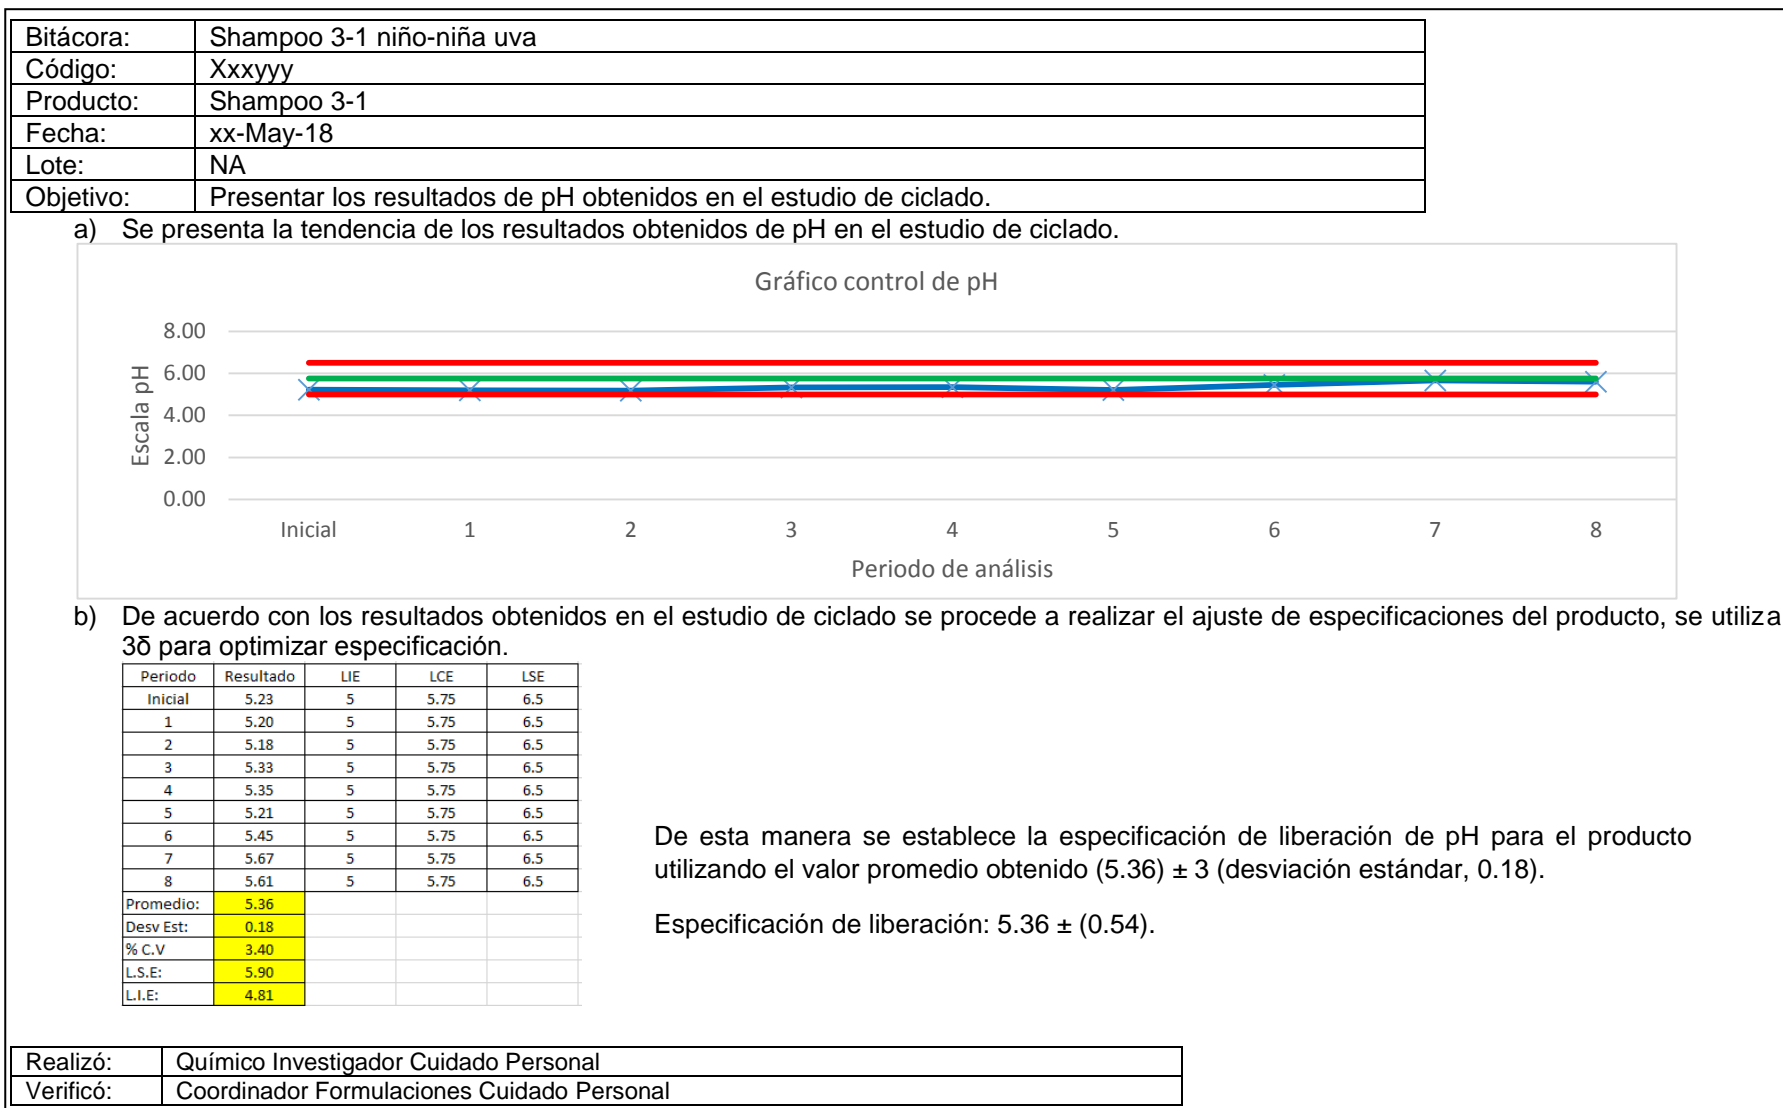 Bitácora: Shampoo 3-1 niño-niña uva
Código: Xxxyyy
Producto: Shampoo 3-1
Fecha: xx-May-18
Lote: NA
Objetivo: Presentar los resultados de pH obtenidos en el estudio de ciclado.
a) Se presenta la tendencia de los resultados obtenidos de pH en el estudio de ciclado.
Gráfico control de pH
8.00
6.00
4.00
2.00
0.00
Escala pH
Inicial 1 2 3 4 5 6 7 8
Periodo de análisis
b) De acuerdo con los resultados obtenidos en el estudio de ciclado se procede a realizar el ajuste de especificaciones del producto, se utiliza
3δ para optimizar especificación.
Periodo Resultado LIE LCE LSE
Inicial 5.23 5 5.75 6.5
1 5.20 5 5.75 6.5
2 5.18 5 5.75 6.5
3 5.33 5 5.75 6.5
4 5.35 5 5.75 6.5
5 5.21 5 5.75 6.5
6 5.45 5 5.75 6.5
7 5.67 5 5.75 6.5
8 5.61 5 5.75 6.5
Promedio: 5.36
Desv Est: 0.18
% C.V 3.40
L.S.E: 5.90
L.I.E: 4.81
De esta manera se establece la especificación de liberación de pH para el producto
utilizando el valor promedio obtenido (5.36) ± 3 (desviación estándar, 0.18).
Especificación de liberación: 5.36 ± (0.54).
Realizó: Químico Investigador Cuidado Personal
Verificó: Coordinador Formulaciones Cuidado Personal